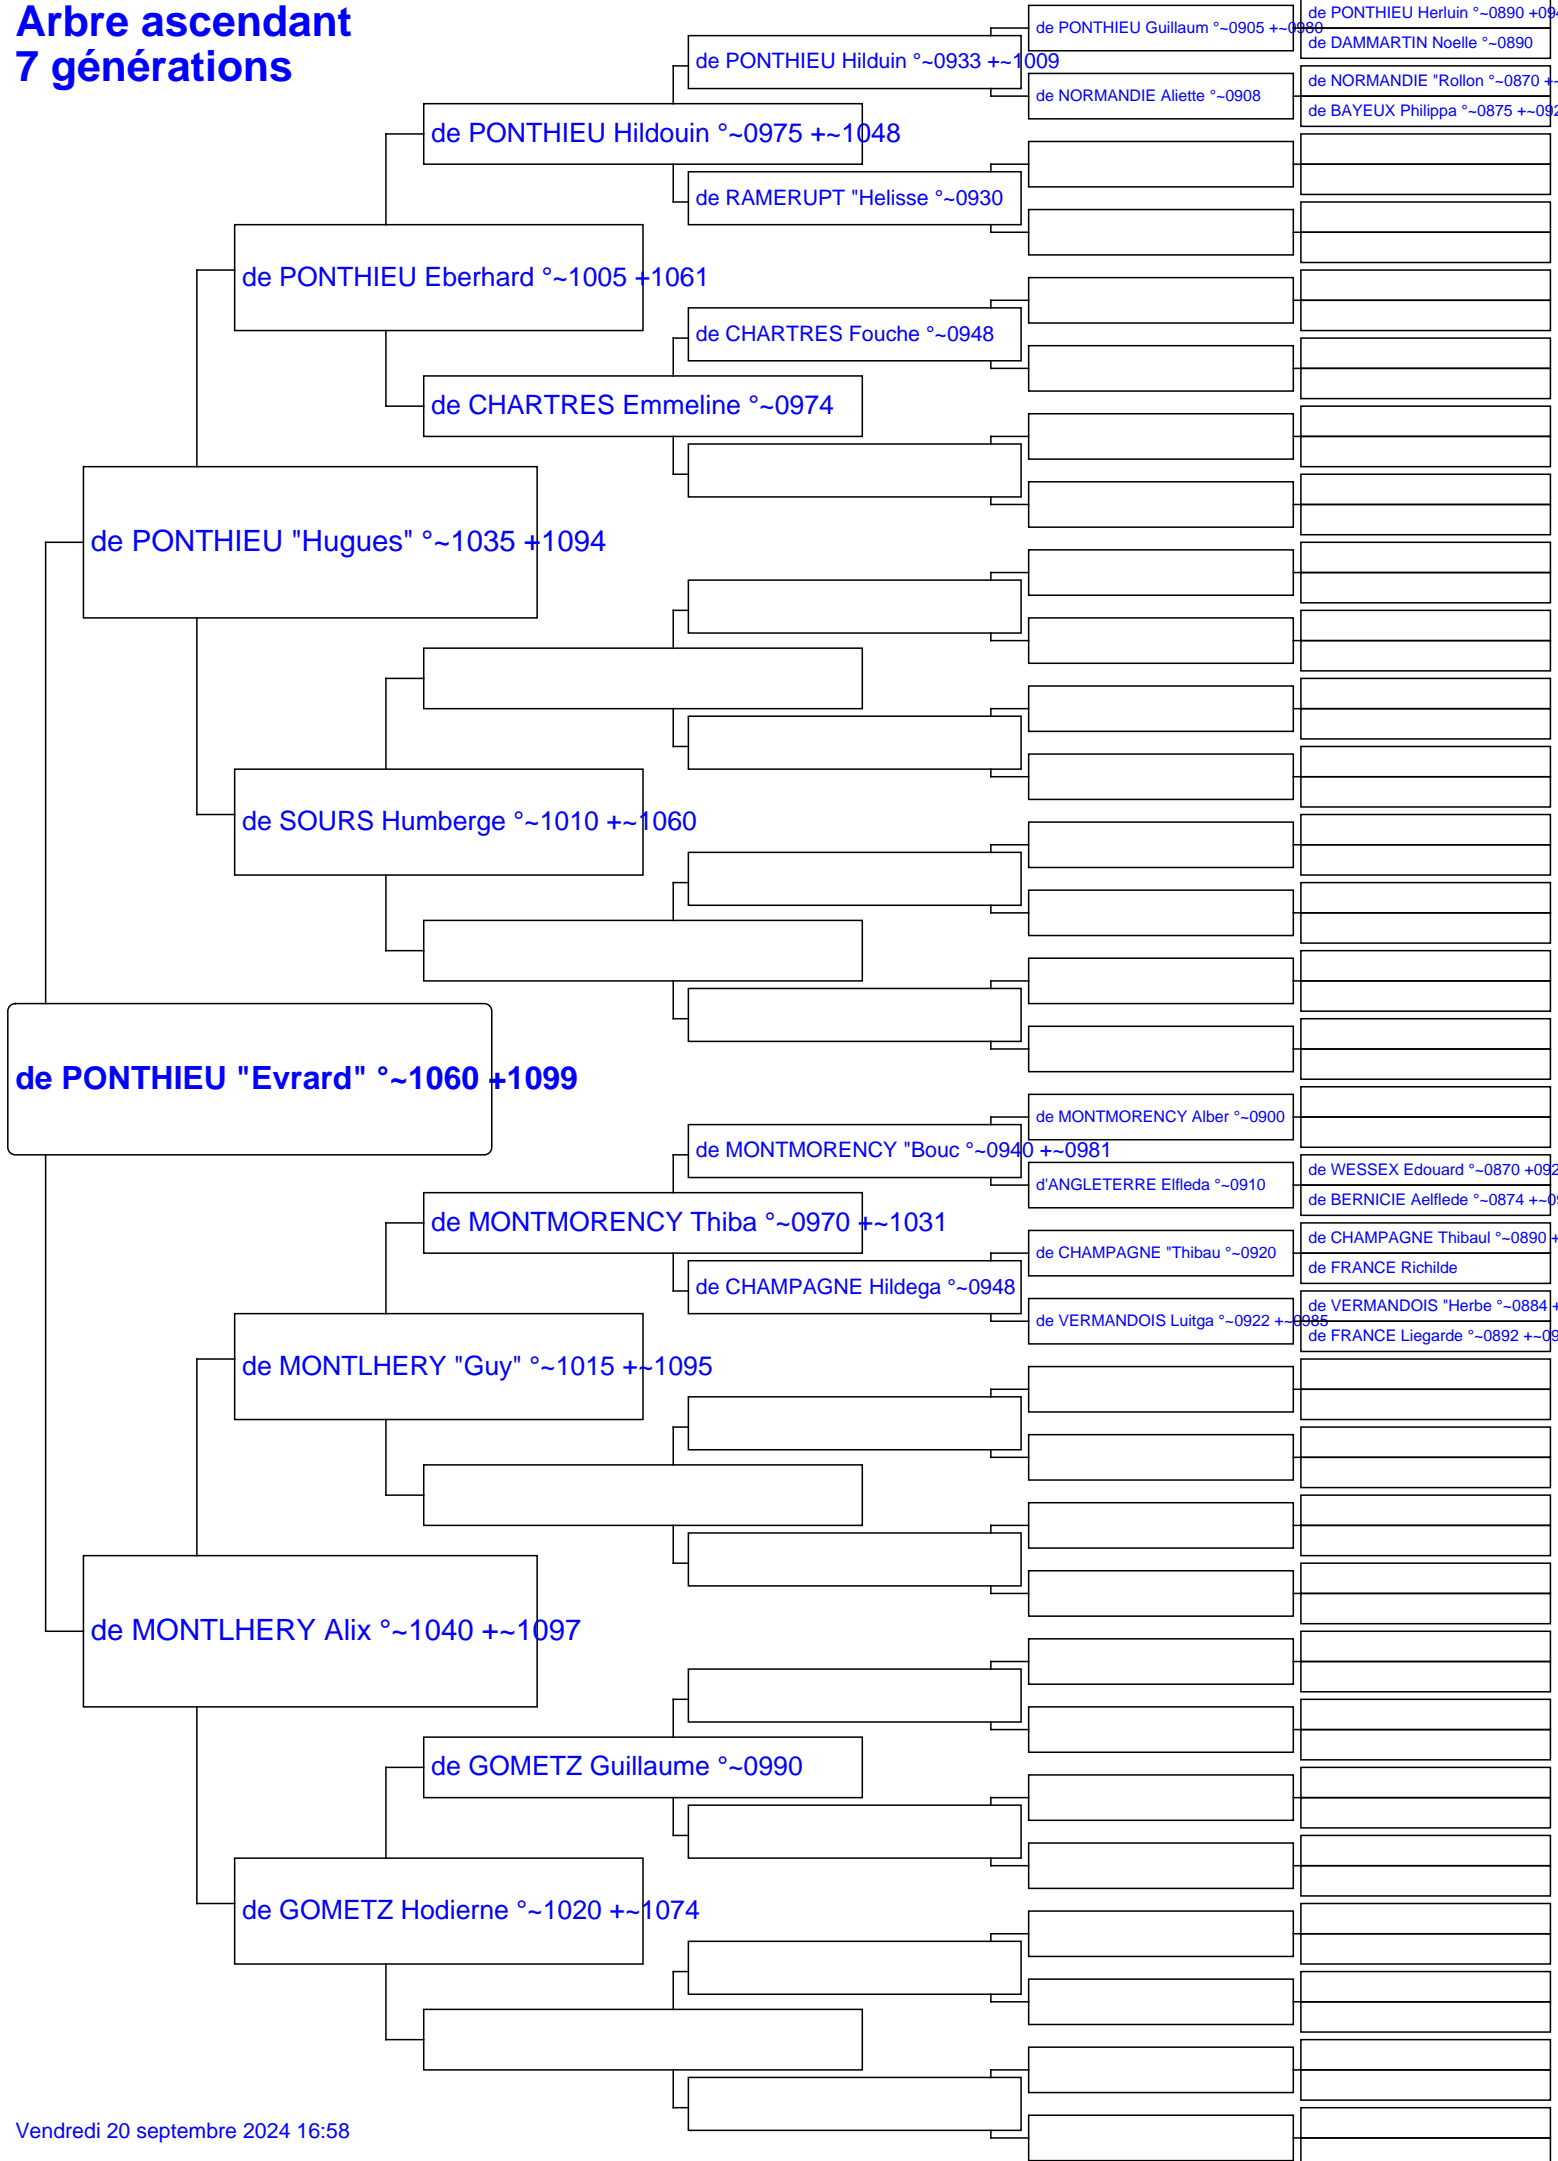 Arbre ascendant
7 générations
de PONTHIEU Herluin °~0890 +094
de PONTHIEU Guillaum °~0905 +~0980
de DAMMARTIN Noelle °~0890
de PONTHIEU Hilduin °~0933 +~1009
de NORMANDIE "Rollon °~0870 +~
de NORMANDIE Aliette °~0908
de BAYEUX Philippa °~0875 +~092
de PONTHIEU Hildouin °~0975 +~1048
de RAMERUPT "Helisse °~0930
de PONTHIEU Eberhard °~1005 +1061
de CHARTRES Fouche °~0948
de CHARTRES Emmeline °~0974
de PONTHIEU "Hugues" °~1035 +1094
de SOURS Humberge °~1010 +~1060
de PONTHIEU "Evrard" °~1060 +1099
de MONTMORENCY Alber °~0900
de MONTMORENCY "Bouc °~0940 +~0981
de WESSEX Edouard °~0870 +092
d'ANGLETERRE Elfleda °~0910
de BERNICIE Aelflede °~0874 +~09
de MONTMORENCY Thiba °~0970 +~1031
de CHAMPAGNE Thibaul °~0890 +
de CHAMPAGNE "Thibau °~0920
de FRANCE Richilde
de CHAMPAGNE Hildega °~0948
de VERMANDOIS "Herbe °~0884 +
de VERMANDOIS Luitga °~0922 +~0985
de FRANCE Liegarde °~0892 +~09
de MONTLHERY "Guy" °~1015 +~1095
de MONTLHERY Alix °~1040 +~1097
de GOMETZ Guillaume °~0990
de GOMETZ Hodierne °~1020 +~1074
Vendredi 20 septembre 2024 16:58